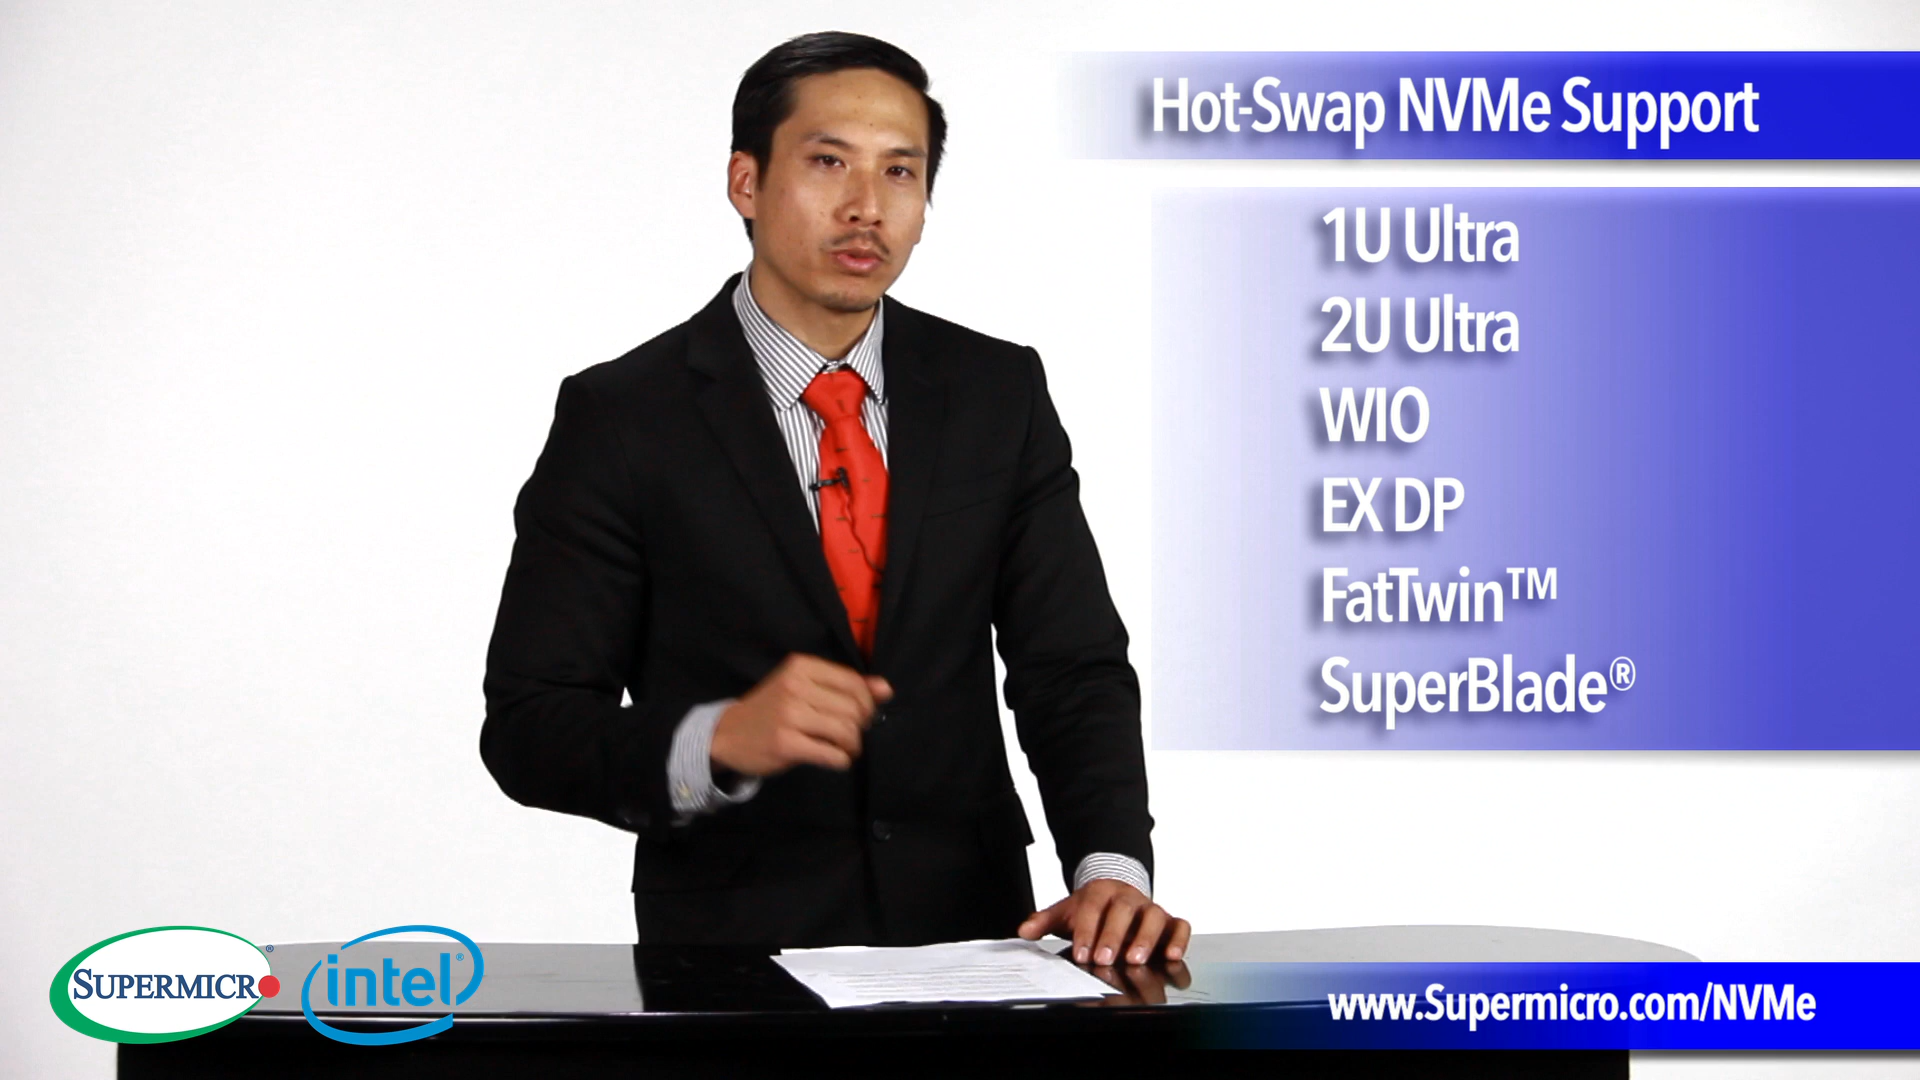 Hot-Swap NVMe Support
1U Ultra
2U Ultra
WIO
EX DP
FatTwin™
SuperBlade®
SUPERMICRO®
intel®
www.Supermicro.com/NVMe